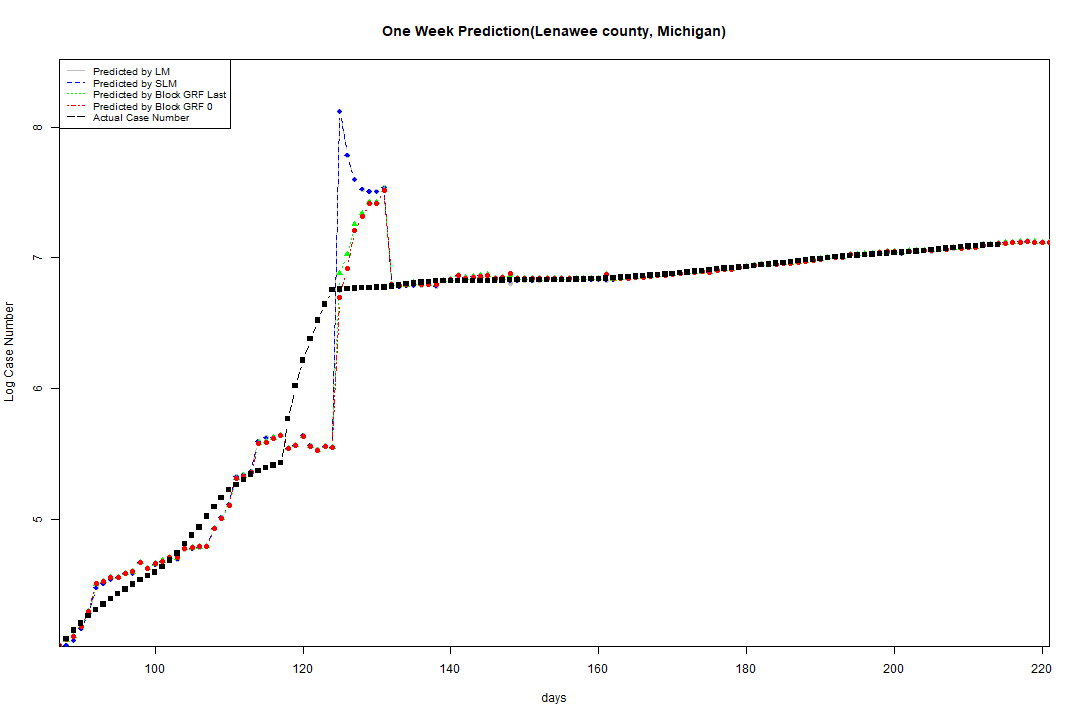 One Week Prediction(Lenawee county, Michigan)
Predicted by LM
Predicted by SLM
Predicted by Block GRF Last
Predicted by Block GRF 0
Actual Case Number
8
7
6
5
Log Case Number
100 120 140 160 180 200 220
days